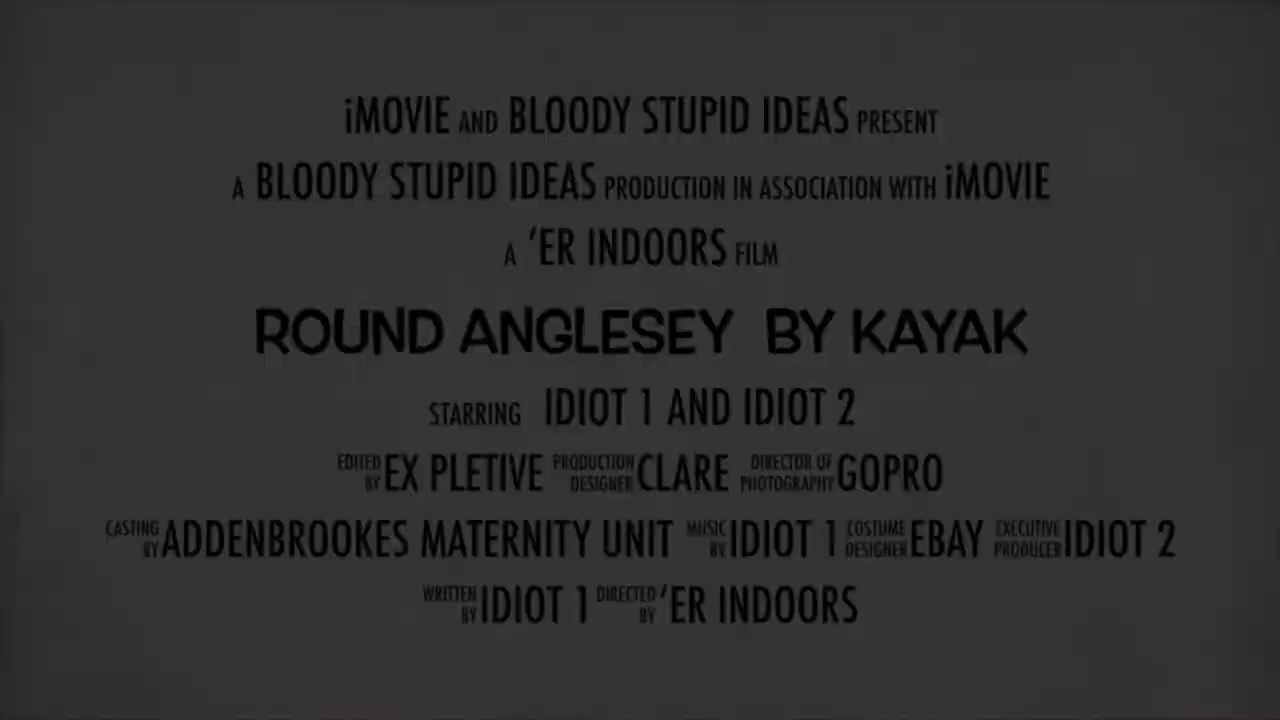 iMOVIE AND BLOODY STUPID IDEAS PRESENT
A BLOODY STUPID IDEAS PRODUCTION IN ASSOCIATION WITH iMOVIE
A ‘ER INDOORS FILM
ROUND ANGLESEY BY KAYAK
STARRING IDIOT 1 AND IDIOT 2
EDITED BY EX PLETIVE PRODUCTION DESIGNER CLARE DIRECTOR OF PHOTOGRAPHY GOPRO
CASTING BY ADDENBROOKES MATERNITY UNIT MUSIC BY IDIOT 1 COSTUME DESIGNER EBAY EXECUTIVE PRODUCER IDIOT 2
WRITTEN BY IDIOT 1 DIRECTED BY ‘ER INDOORS